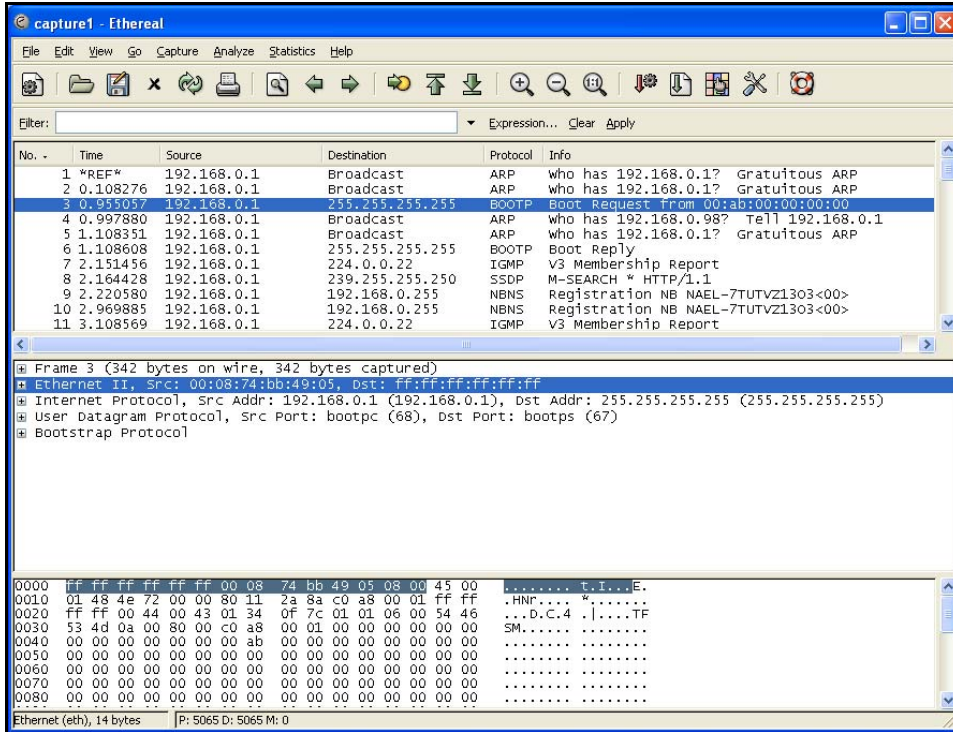 capture1 - Ethereal
File Edit View Go Capture Analyze Statistics Help
Filter: Expression... Clear Apply
No. Time Source Destination Protocol Info
1 *REF* 192.168.0.1 Broadcast ARP who has 192.168.0.1? Gratuitous ARP
2 0.108276 192.168.0.1 Broadcast ARP who has 192.168.0.1? Gratuitous ARP
3 0.955057 192.168.0.1 255.255.255.255 BOOTP Boot Request from 00:ab:00:00:00:00
4 0.997880 192.168.0.1 Broadcast ARP who has 192.168.0.98? Tell 192.168.0.1
5 1.108351 192.168.0.1 Broadcast ARP who has 192.168.0.1? Gratuitous ARP
6 1.108608 192.168.0.1 255.255.255.255 BOOTP Boot Reply
7 2.151456 192.168.0.1 224.0.0.22 IGMP V3 Membership Report
8 2.164428 192.168.0.1 239.255.255.250 SSDP M-SEARCH * HTTP/1.1
9 2.220580 192.168.0.1 192.168.0.255 NBNS Registration NB NAEL-7TUTVZ13O3<00>
10 2.969885 192.168.0.1 192.168.0.255 NBNS Registration NB NAEL-7TUTVZ13O3<00>
11 3.108569 192.168.0.1 224.0.0.22 IGMP V3 Membership Report
Frame 3 (342 bytes on wire, 342 bytes captured)
Ethernet II, Src: 00:08:74:bb:49:05, Dst: ff:ff:ff:ff:ff:ff
Internet Protocol, Src Addr: 192.168.0.1 (192.168.0.1), Dst Addr: 255.255.255.255 (255.255.255.255)
User Datagram Protocol, Src Port: bootpc (68), Dst Port: bootps (67)
Bootstrap Protocol
0000 ff ff ff ff ff ff 00 08 74 bb 49 05 08 00 45 00 ........ t.I...E.
0010 01 48 4e 72 00 00 80 11 2a 8a c0 a8 00 01 ff ff .HNr.... *.......
0020 ff ff 00 44 00 43 01 34 0f 7c 01 01 06 00 54 46 ...D.C.4 .|....TF
0030 53 4d 0a 00 80 00 c0 a8 00 01 00 00 00 00 00 00 SM...... ........
0040 00 00 00 00 00 00 00 ab 00 00 00 00 00 00 00 00 ........ ........
0050 00 00 00 00 00 00 00 00 00 00 00 00 00 00 00 00 ........ ........
0060 00 00 00 00 00 00 00 00 00 00 00 00 00 00 00 00 ........ ........
0070 00 00 00 00 00 00 00 00 00 00 00 00 00 00 00 00 ........ ........
0080 00 00 00 00 00 00 00 00 00 00 00 00 00 00 00 00 ........ ........
Ethernet (eth), 14 bytes P: 5065 D: 5065 M: 0